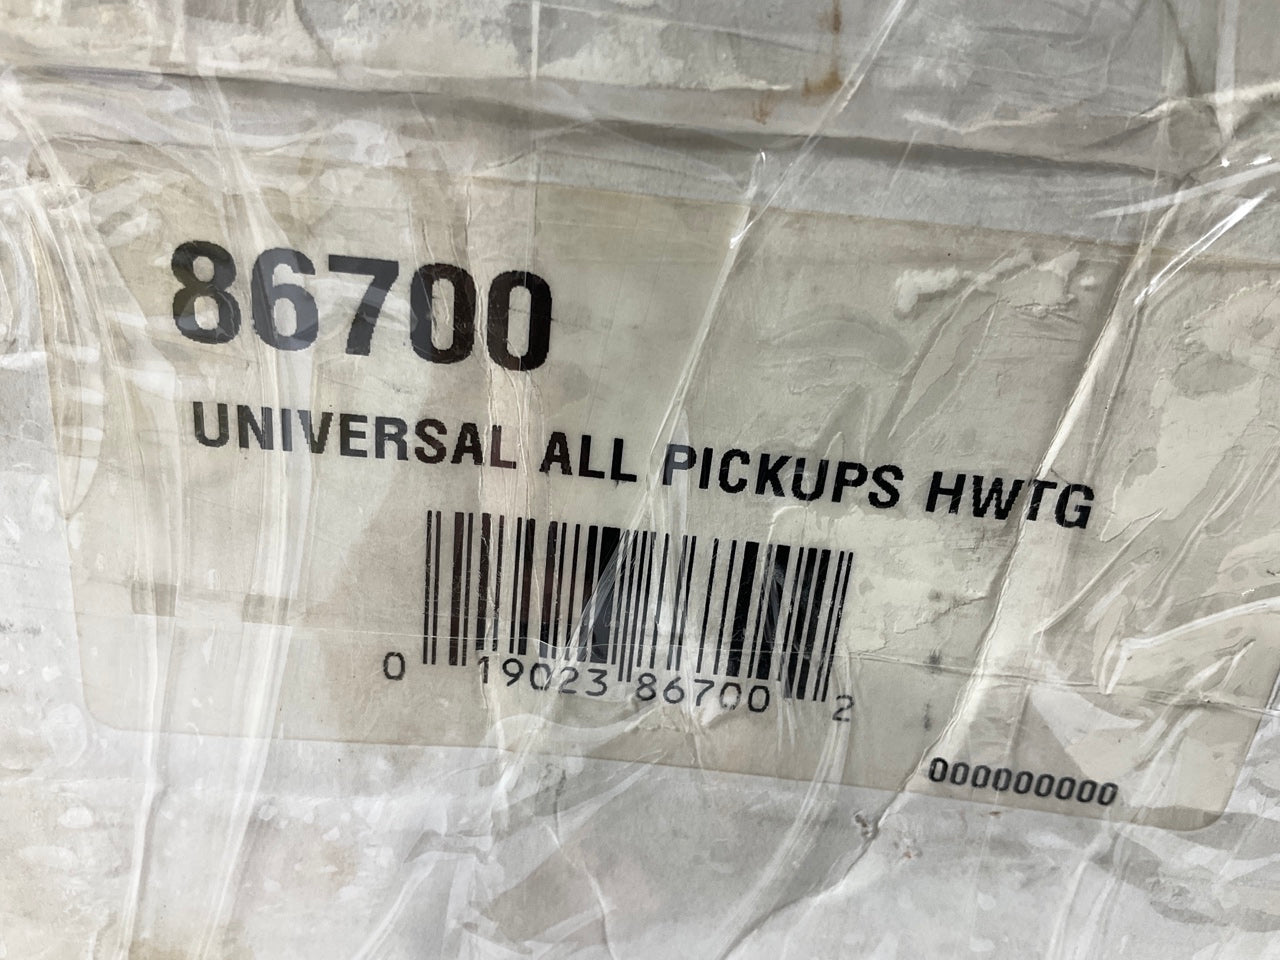 86700
UNIVERSAL ALL PICKUPS HWTG
0 19023 86700 2
000000000